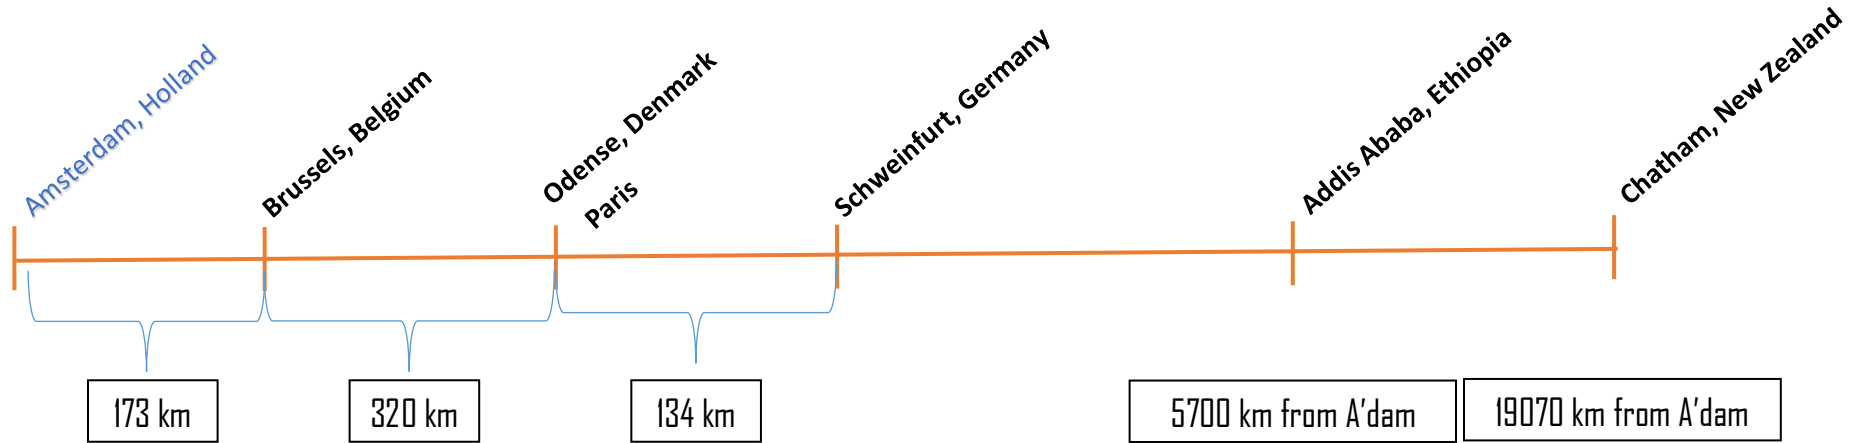 Amsterdam, Holland
Brussels, Belgium
Odense, Denmark
Paris
Schweinfurt, Germany
Addis Ababa, Ethiopia
Chatham, New Zealand
173 km
320 km
134 km
5700 km from A'dam
19070 km from A'dam